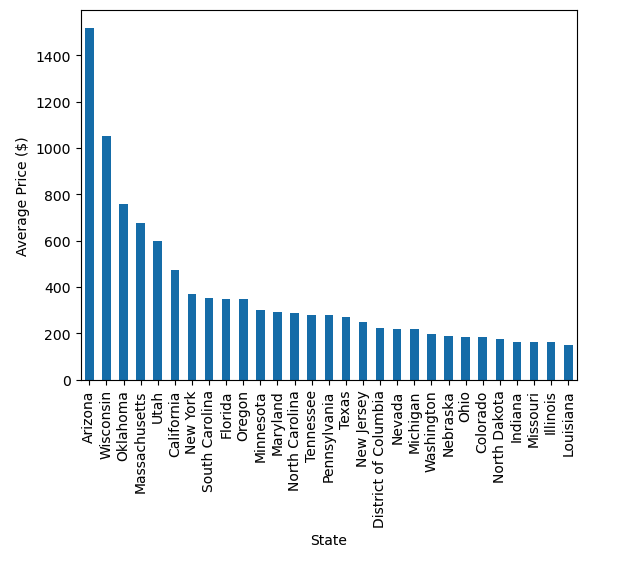 1400
1200
1000
800
600
400
200
0
Average Price ($)
Arizona
Wisconsin
Oklahoma
Massachusetts
Utah
California
New York
South Carolina
Florida
Oregon
Minnesota
Maryland
North Carolina
Tennessee
Pennsylvania
Texas
New Jersey
District of Columbia
Nevada
Michigan
Washington
Nebraska
Ohio
Colorado
North Dakota
Indiana
Missouri
Illinois
Louisiana
State